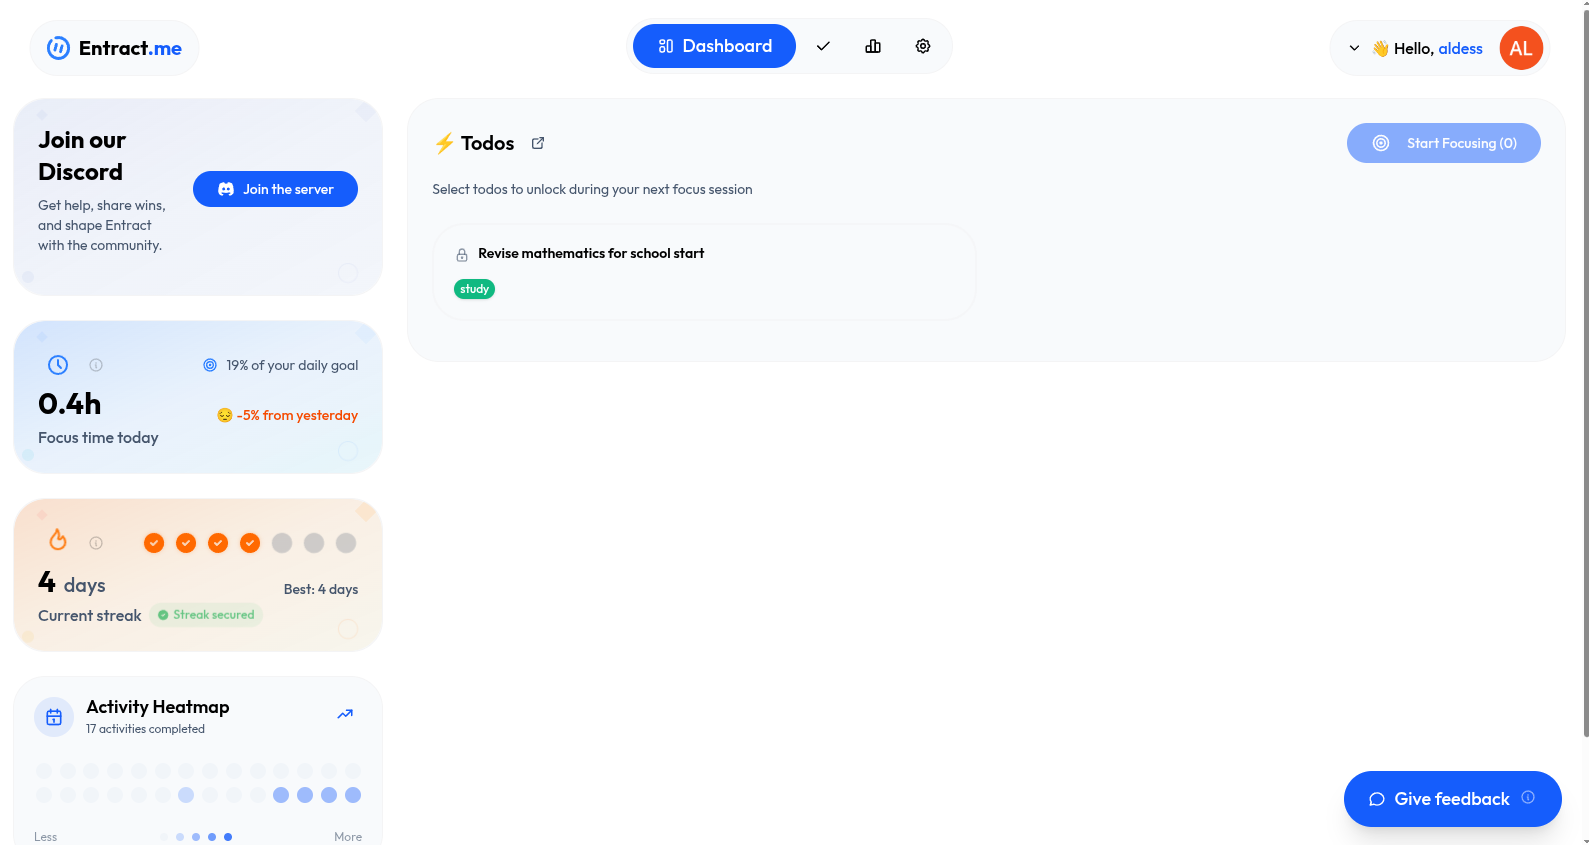 Entract.me
Dashboard
👋 Hello, aldess
AL
Join our
Discord
Get help, share wins,
and shape Entract
with the community.
Join the server
⚡ Todos
Start Focusing (0)
Select todos to unlock during your next focus session
Revise mathematics for school start
study
19% of your daily goal
0.4h
😔 -5% from yesterday
Focus time today
4 days
Best: 4 days
Current streak
Streak secured
Activity Heatmap
17 activities completed
Less
More
Give feedback